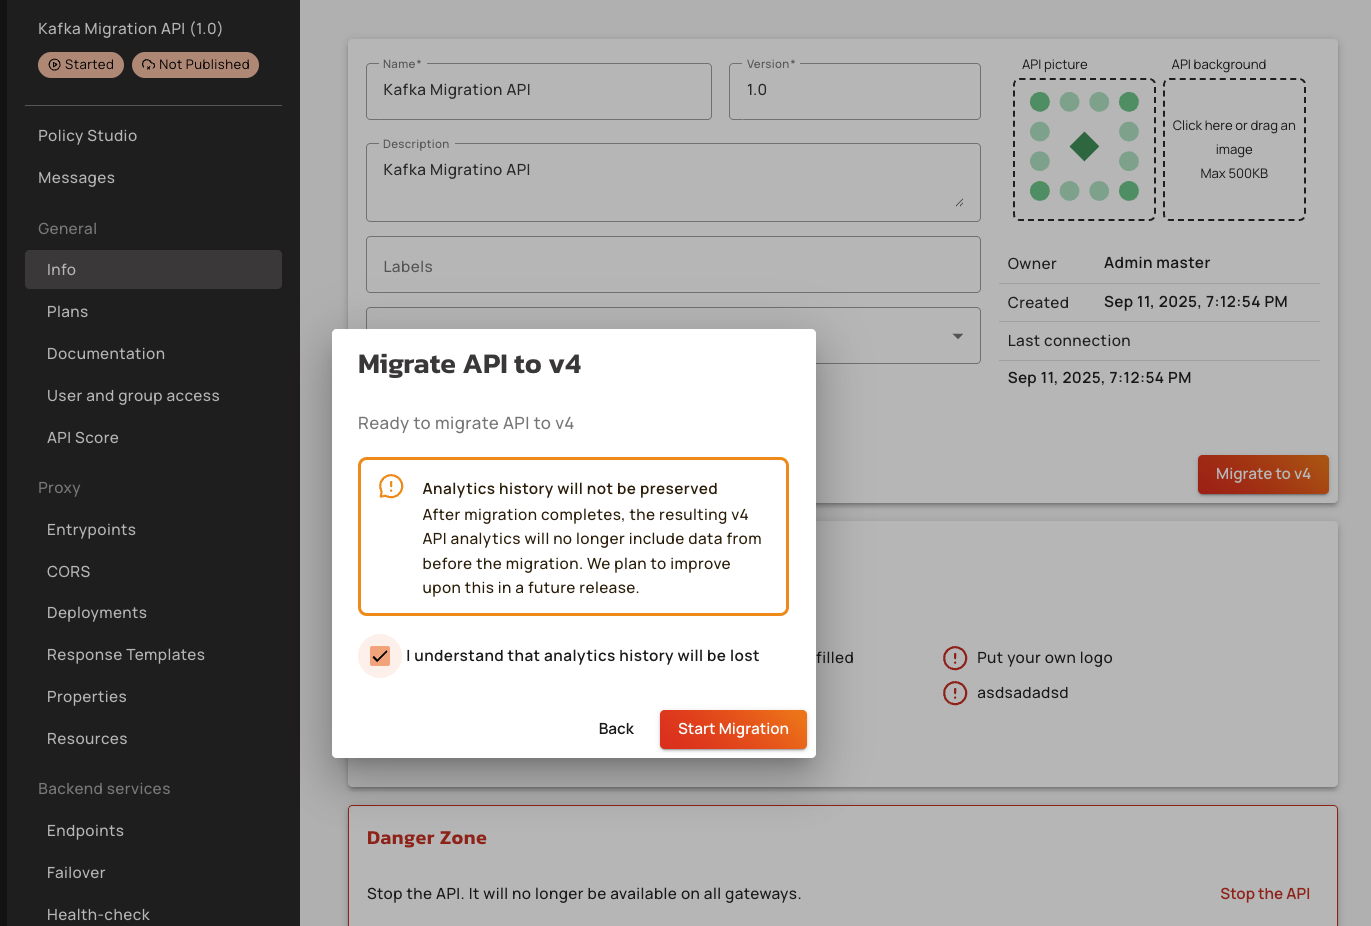 Kafka Migration API (1.0)
Started
Not Published
Policy Studio
Messages
General
Info
Plans
Documentation
User and group access
API Score
Proxy
Entrypoints
CORS
Deployments
Response Templates
Properties
Resources
Backend services
Endpoints
Failover
Health-check
Name*
Kafka Migration API
Version*
1.0
Description
Kafka Migratino API
Labels
API picture
API background
Click here or drag an
image
Max 500KB
Owner
Admin master
Created
Sep 11, 2025, 7:12:54 PM
Last connection
Sep 11, 2025, 7:12:54 PM
Migrate to v4
Migrate API to v4
Ready to migrate API to v4
Analytics history will not be preserved
After migration completes, the resulting v4
API analytics will no longer include data from
before the migration. We plan to improve
upon this in a future release.
I understand that analytics history will be lost
Back
Start Migration
filled
Put your own logo
asdsadadsd
Danger Zone
Stop the API. It will no longer be available on all gateways.
Stop the API